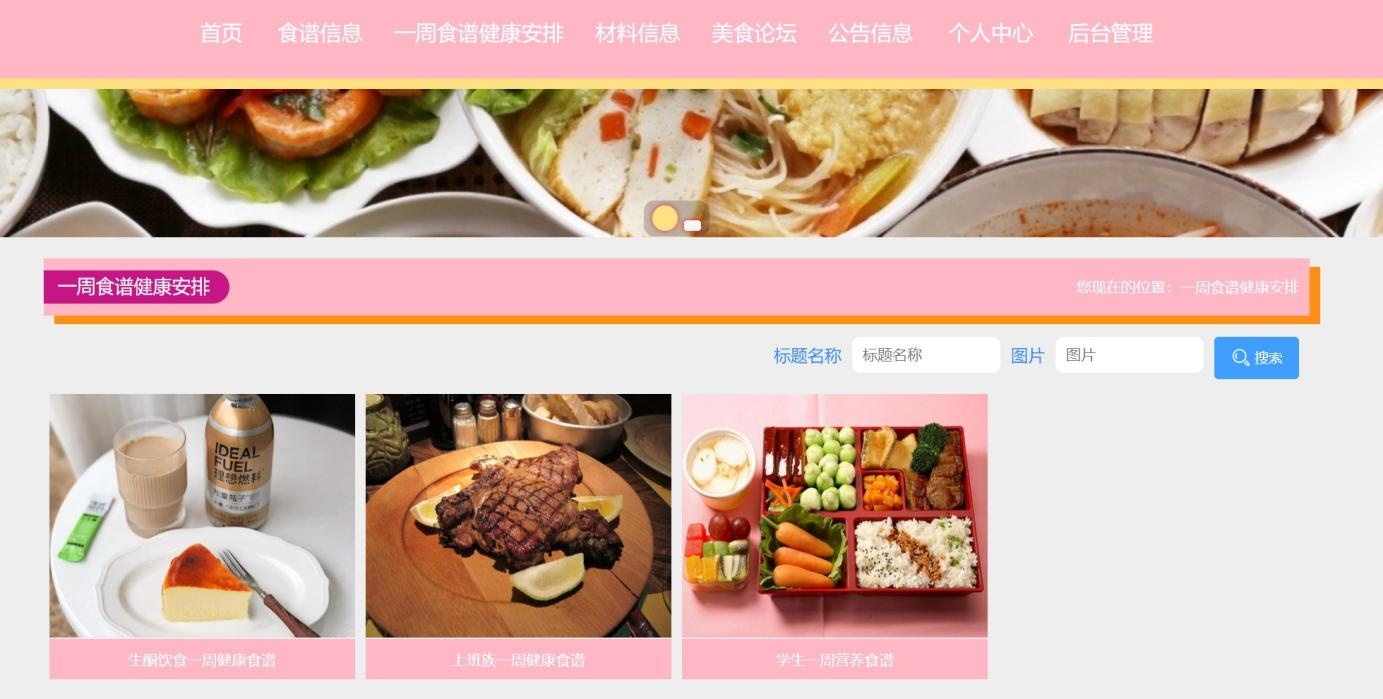 首页 食谱信息 一周食谱健康安排 材料信息 美食论坛 公告信息 个人中心 后台管理
一周食谱健康安排
您现在的位置：一周食谱健康安排
标题名称 标题名称 图片 图片 搜索
IDEAL
FUEL
理想燃料
生酮饮食一周健康食谱
上班族一周健康食谱
学生一周营养食谱